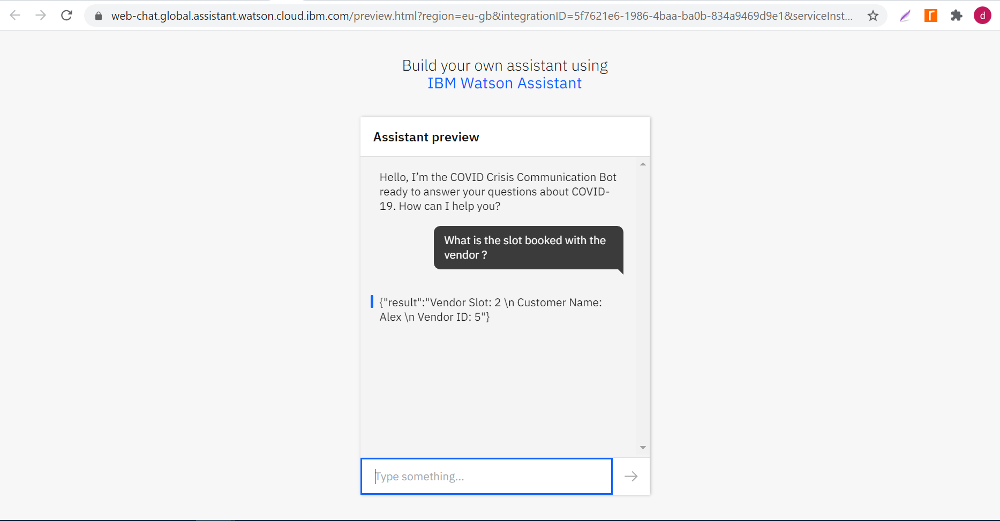 web-chat.global.assistant.watson.cloud.ibm.com/preview.html?region=eu-gb&integrationID=5f7621e6-1986-4baa-ba0b-834a9469d9e1&serviceInst...
d
Build your own assistant using
IBM Watson Assistant
Assistant preview
Hello, I’m the COVID Crisis Communication Bot
ready to answer your questions about COVID-
19. How can I help you?
What is the slot booked with the
vendor ?
{"result":"Vendor Slot: 2 \n Customer Name:
Alex \n Vendor ID: 5"}
Type something...